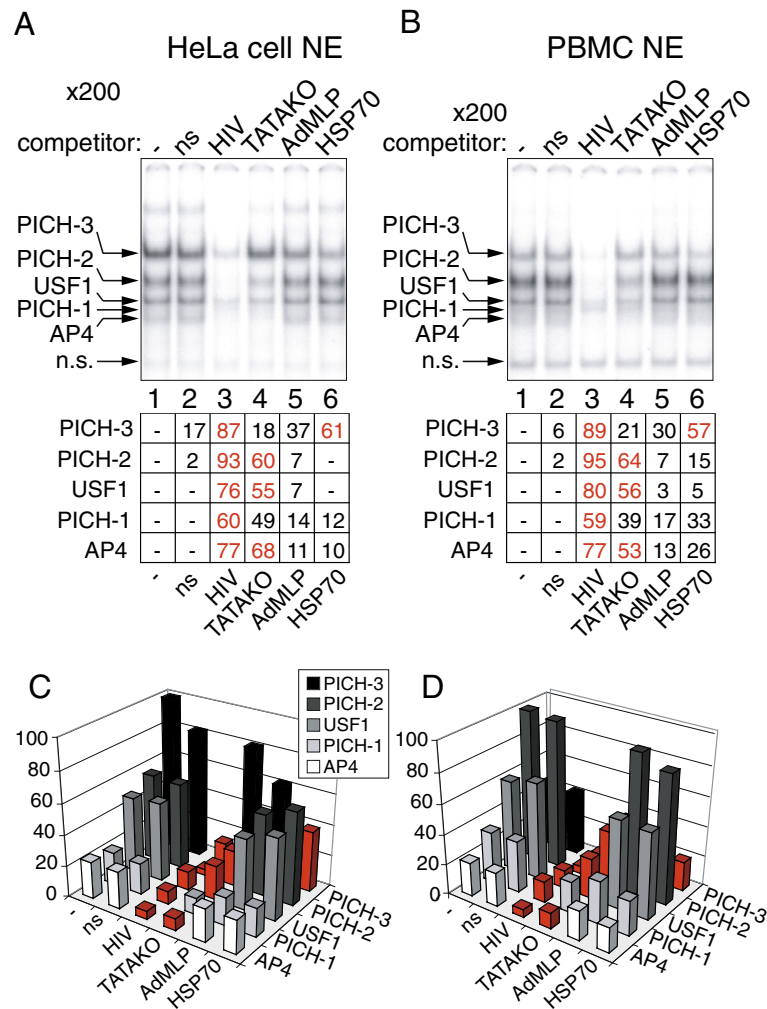 A
HeLa cell NE
x200
competitor: - ns HIV TATAKO AdMLP HSP70
PICH-3
PICH-2
USF1
PICH-1
AP4
n.s.
1 2 3 4 5 6
PICH-3 - 17 87 18 37 61
PICH-2 - 2 93 60 7 -
USF1 - - 76 55 7 -
PICH-1 - - 60 49 14 12
AP4 - - 77 68 11 10
- ns HIV TATAKO AdMLP HSP70
B
PBMC NE
x200
competitor: - ns HIV TATAKO AdMLP HSP70
PICH-3
PICH-2
USF1
PICH-1
AP4
n.s.
1 2 3 4 5 6
PICH-3 - 6 89 21 30 57
PICH-2 - 2 95 64 7 15
USF1 - - 80 56 3 5
PICH-1 - - 59 39 17 33
AP4 - - 77 53 13 26
- ns HIV TATAKO AdMLP HSP70
C
PICH-3
PICH-2
USF1
PICH-1
AP4
100
80
60
40
20
0
- ns HIV TATAKO AdMLP HSP70
PICH-3
PICH-2
USF1
PICH-1
AP4
D
100
80
60
40
20
0
- ns HIV TATAKO AdMLP HSP70
PICH-3
PICH-2
USF1
PICH-1
AP4